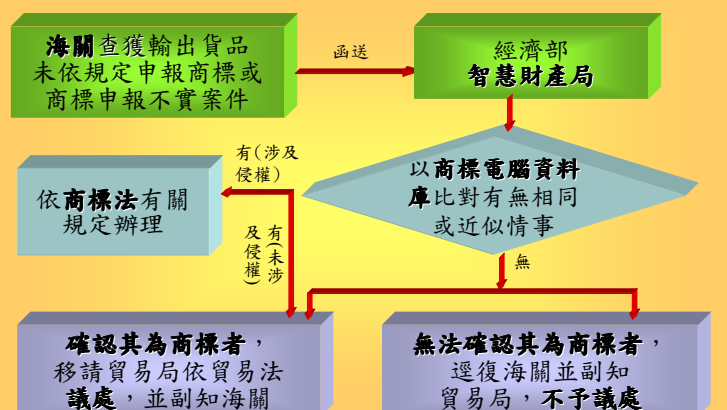 海關查獲輸出貨品
未依規定申報商標或
商標申報不實案件
函送
經濟部
智慧財產局
以商標電腦資料
庫比對有無相同
或近似情事
有(涉及
侵權)
依商標法有關
規定辦理
有(未涉
及侵權)
無
確認其為商標者，
移請貿易局依貿易法
議處，並副知海關
無法確認其為商標者，
逕復海關並副知
貿易局，不予議處